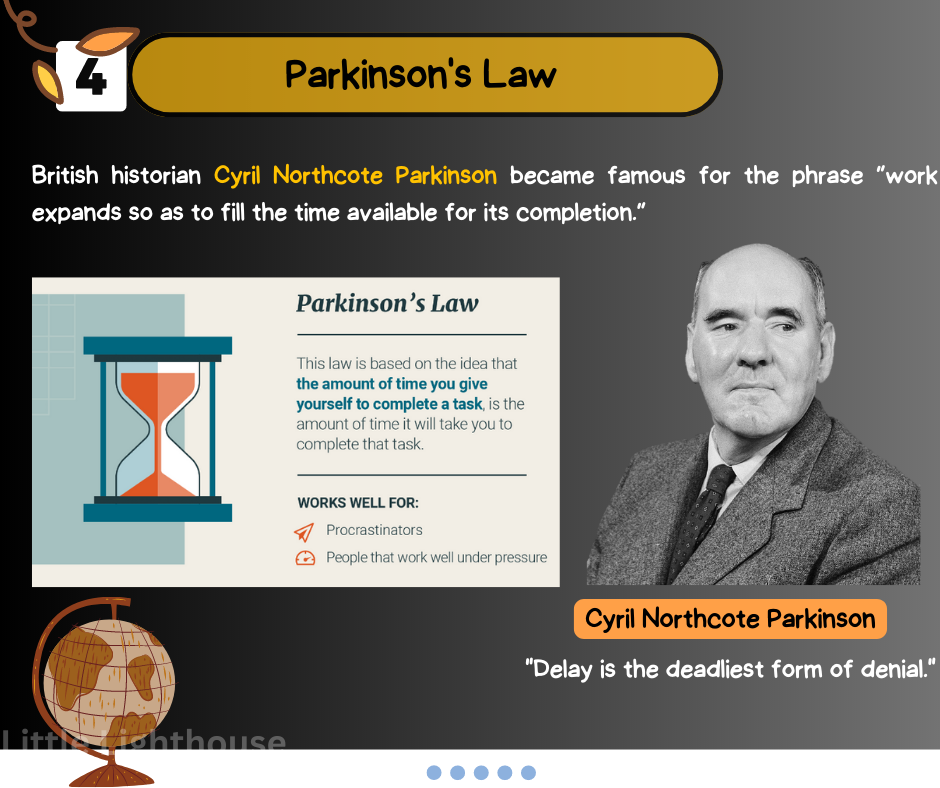 4
Parkinson's Law
British historian Cyril Northcote Parkinson became famous for the phrase "work
expands so as to fill the time available for its completion."
Parkinson's Law
This law is based on the idea that
the amount of time you give
yourself to complete a task, is the
amount of time it will take you to
complete that task.
WORKS WELL FOR:
Procrastinators
People that work well under pressure
Cyril Northcote Parkinson
"Delay is the deadliest form of denial."
Little Lighthouse